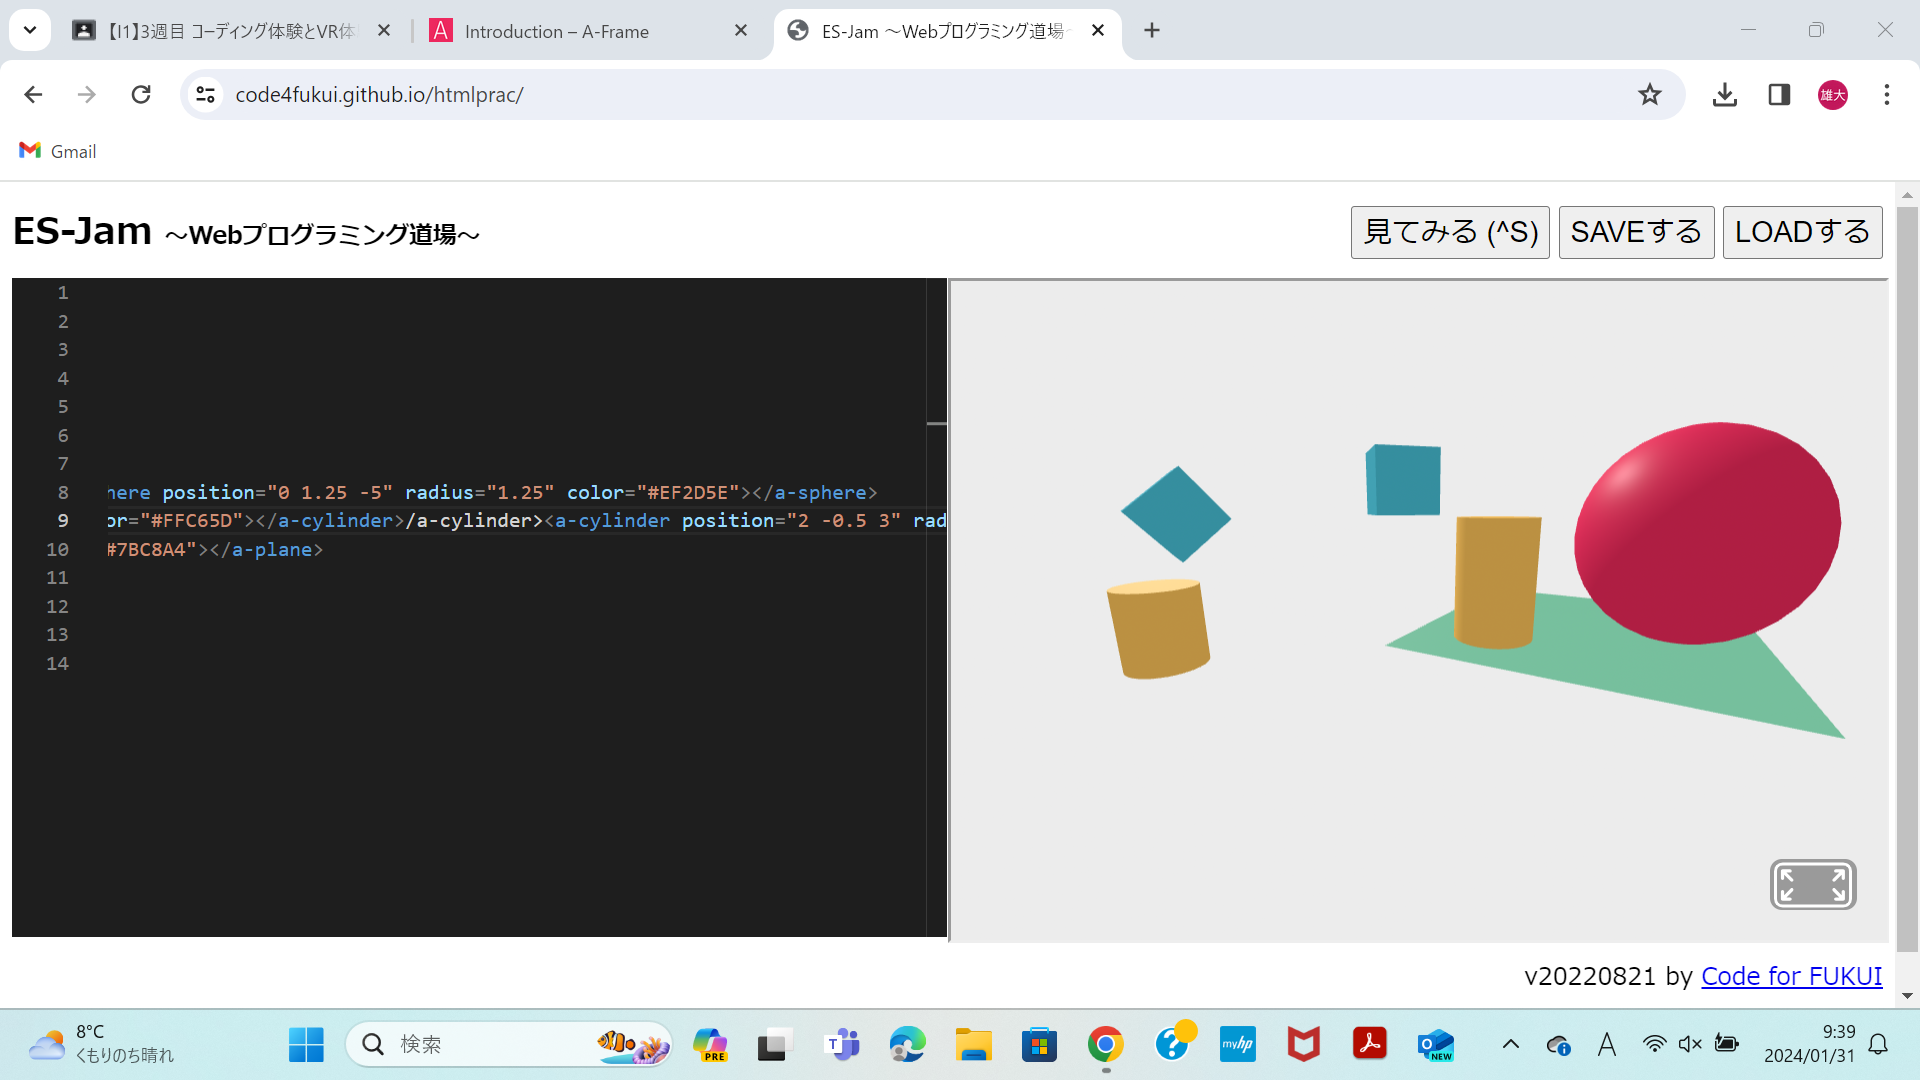 【I1】3週目 コーディング体験とVR体
Introduction – A-Frame
ES-Jam ～Webプログラミング道場～
code4fukui.github.io/htmlprac/
雄大
Gmail
ES-Jam ～Webプログラミング道場～
見てみる (^S)
SAVEする
LOADする
1
2
3
4
5
6
7
8 here position="0 1.25 -5" radius="1.25" color="#EF2D5E"></a-sphere>
9 or="#FFC65D"></a-cylinder>/a-cylinder><a-cylinder position="2 -0.5 3" rad
10 #7BC8A4"></a-plane>
11
12
13
14
v20220821 by Code for FUKUI
8°C
くもりのち晴れ
検索
PRE
T
myhp
NEW
A
9:39
2024/01/31